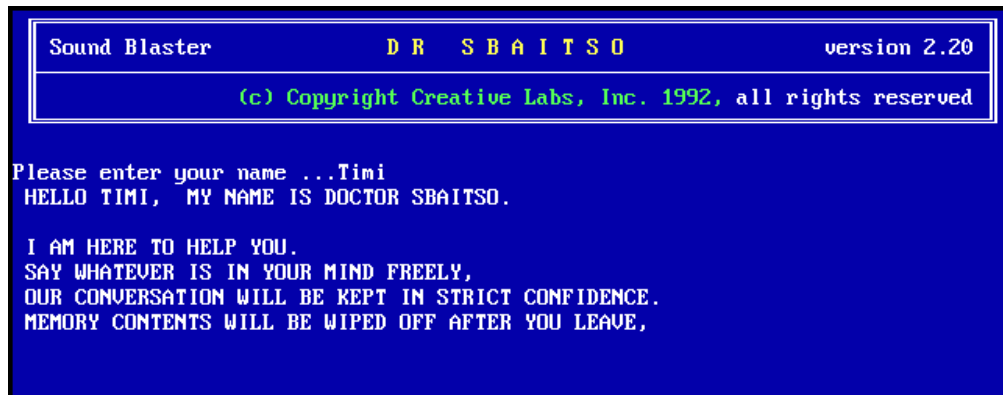 Sound Blaster D R S B A I T S O version 2.20
(c) Copyright Creative Labs, Inc. 1992, all rights reserved
Please enter your name ...Timi
HELLO TIMI, MY NAME IS DOCTOR SBAITSO.
I AM HERE TO HELP YOU.
SAY WHATEVER IS IN YOUR MIND FREELY,
OUR CONVERSATION WILL BE KEPT IN STRICT CONFIDENCE.
MEMORY CONTENTS WILL BE WIPED OFF AFTER YOU LEAVE,